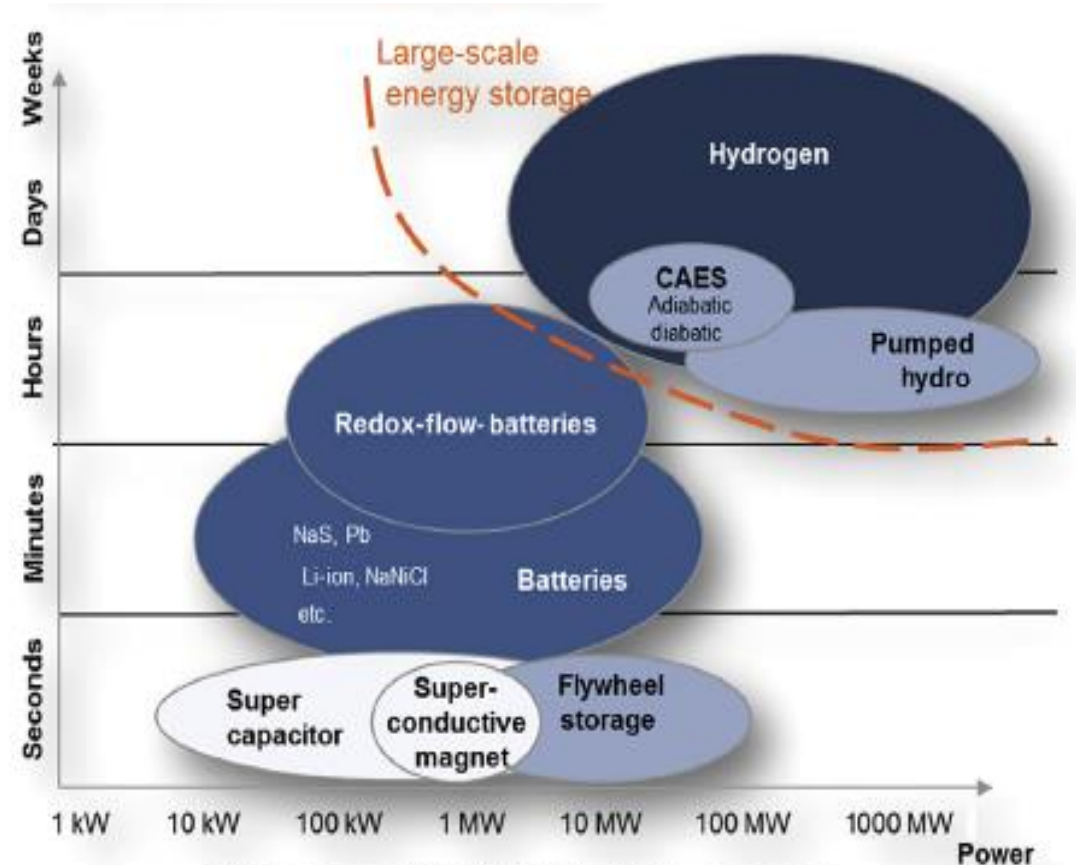 Weeks
Days
Hours
Minutes
Seconds
Large-scale
energy storage
Hydrogen
CAES
Adiabatic
diabatic
Pumped
hydro
Redox-flow-batteries
NaS, Pb
Li-ion, NaNiCl
etc.
Batteries
Super
capacitor
Super-
conductive
magnet
Flywheel
storage
1 kW 10 kW 100 kW 1 MW 10 MW 100 MW 1000 MW
Power